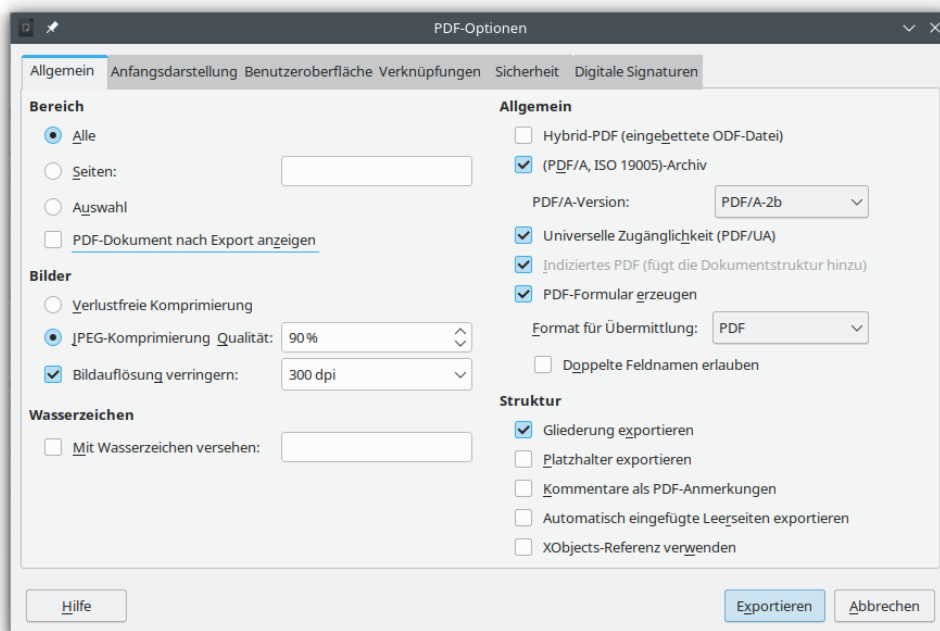 PDF-Optionen
Allgemein Anfangsdarstellung Benutzeroberfläche Verknüpfungen Sicherheit Digitale Signaturen
Bereich
Alle
Seiten:
Auswahl
PDF-Dokument nach Export anzeigen
Bilder
Verlustfreie Komprimierung
JPEG-Komprimierung Qualität: 90 %
Bildauflösung verringern: 300 dpi
Wasserzeichen
Mit Wasserzeichen versehen:
Allgemein
Hybrid-PDF (eingebettete ODF-Datei)
(PDF/A, ISO 19005)-Archiv
PDF/A-Version: PDF/A-2b
Universelle Zugänglichkeit (PDF/UA)
Indiziertes PDF (fügt die Dokumentstruktur hinzu)
PDF-Formular erzeugen
Format für Übermittlung: PDF
Doppelte Feldnamen erlauben
Struktur
Gliederung exportieren
Platzhalter exportieren
Kommentare als PDF-Anmerkungen
Automatisch eingefügte Leerseiten exportieren
XObjects-Referenz verwenden
Hilfe Exportieren Abbrechen